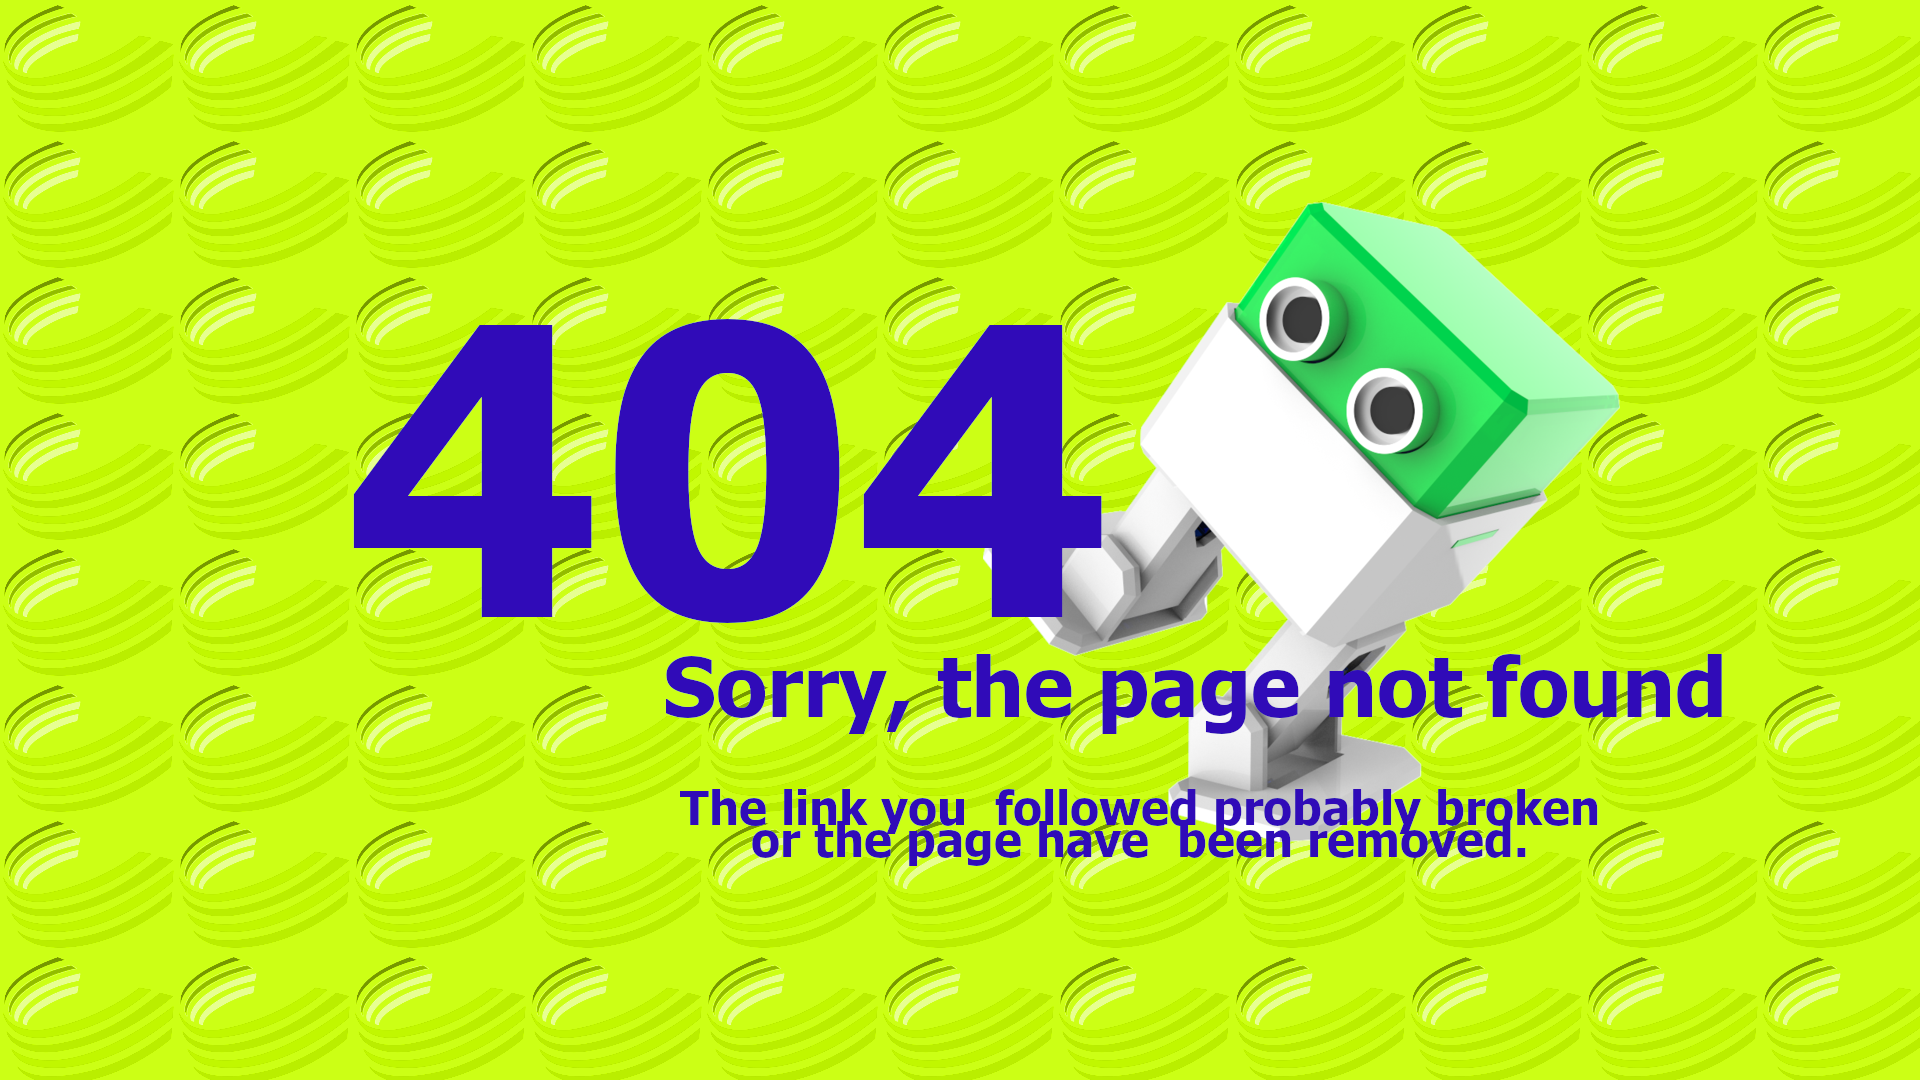 404
Sorry, the page not found
The link you  followed probably broken
or the page have  been removed.